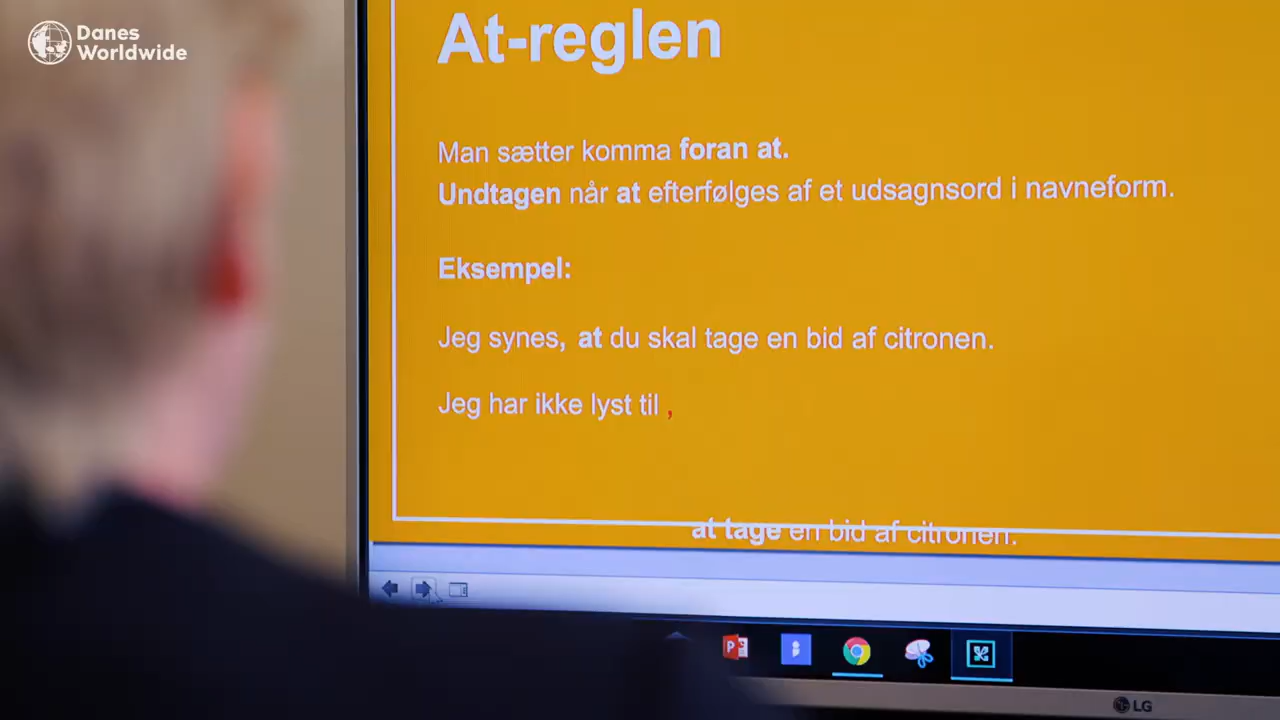 Danes
Worldwide
At-reglen
Man sætter komma foran at.
Undtagen når at efterfølges af et udsagnsord i navneform.
Eksempel:
Jeg synes, at du skal tage en bid af citronen.
Jeg har ikke lyst til ,
at tage en bid af citronen.
LG